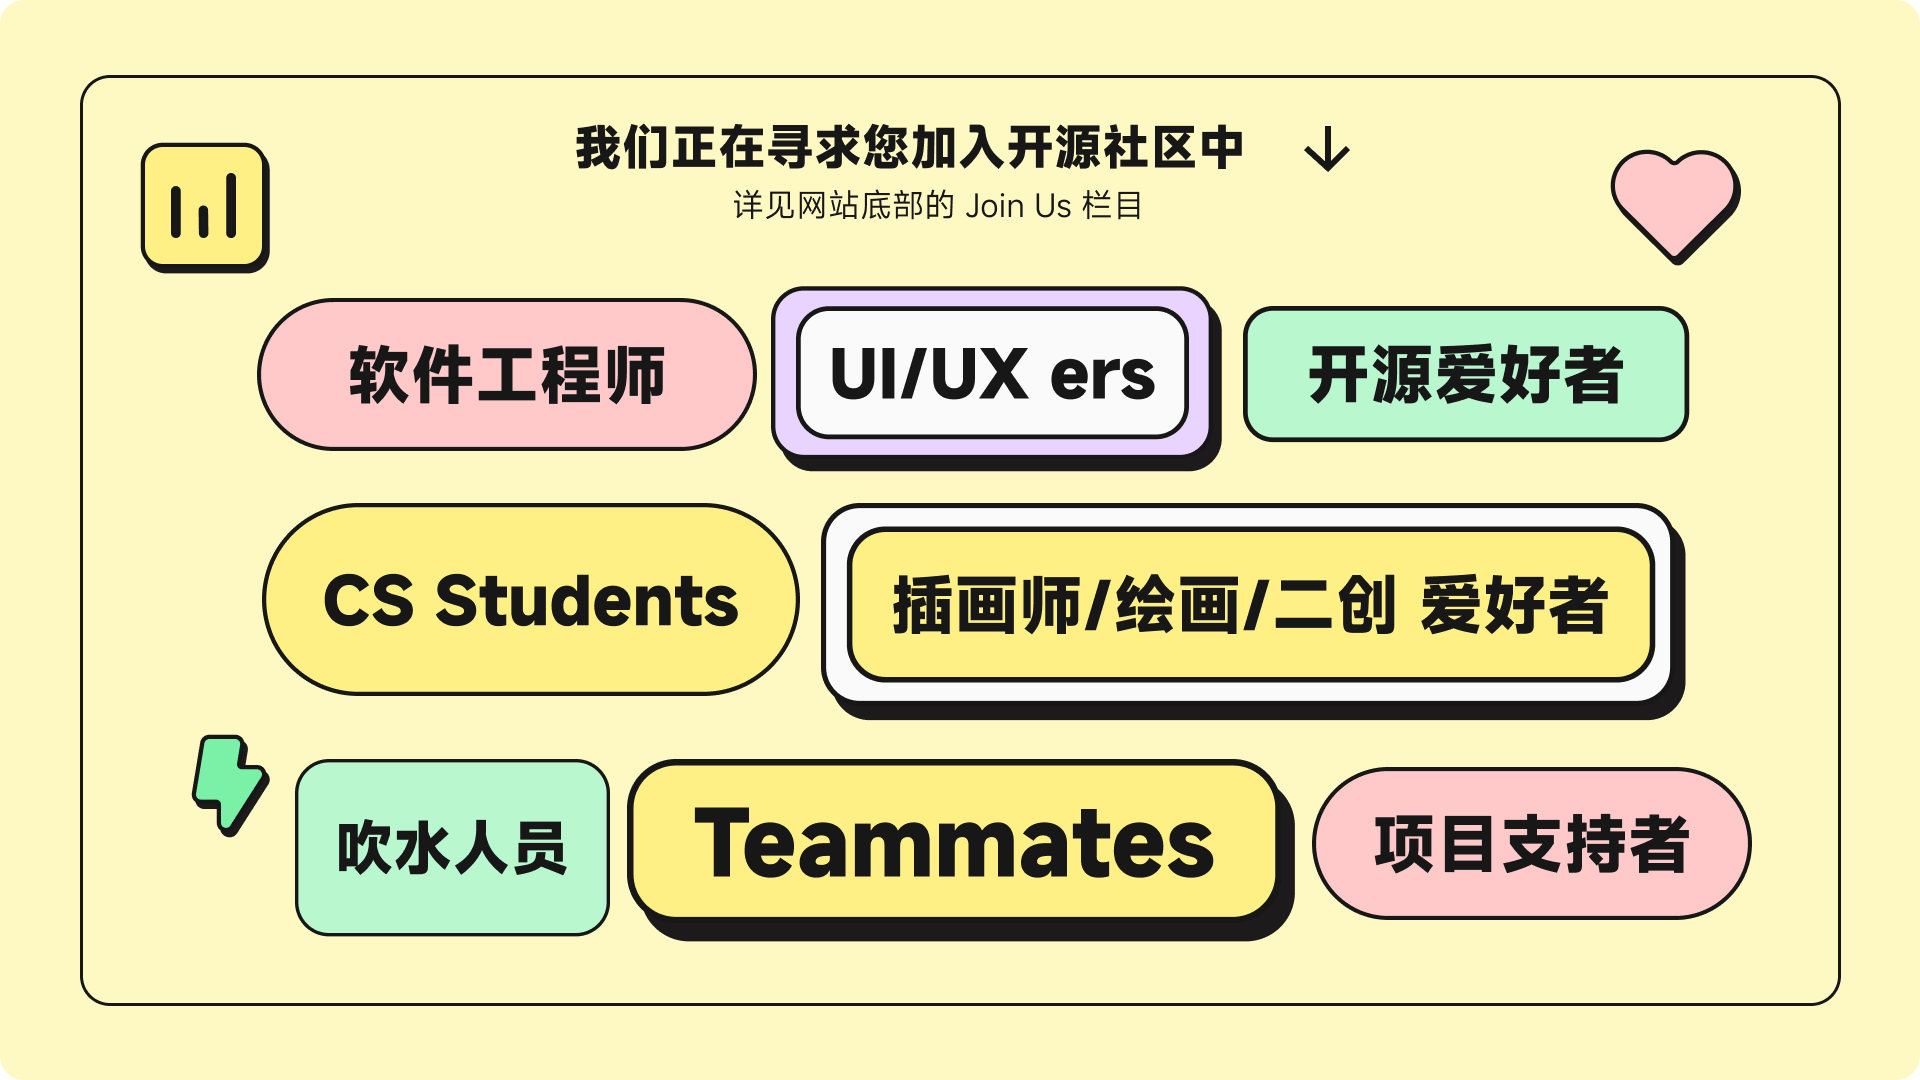 我们正在寻求您加入开源社区中 ↓
详见网站底部的 Join Us 栏目
软件工程师
UI/UX ers
开源爱好者
CS Students
插画师/绘画/二创 爱好者
吹水人员
Teammates
项目支持者